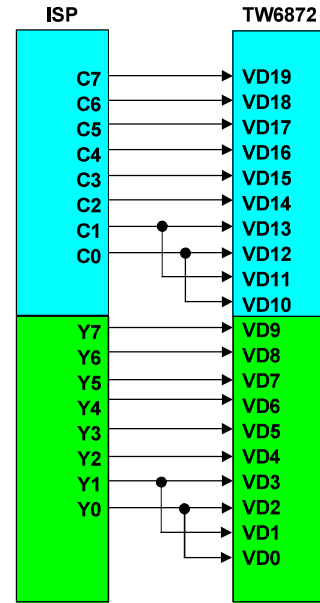 ISP TW6872
C7 VD19
C6 VD18
C5 VD17
C4 VD16
C3 VD15
C2 VD14
C1 VD13
C0 VD12
VD11
VD10
Y7 VD9
Y6 VD8
Y5 VD7
Y4 VD6
Y3 VD5
Y2 VD4
Y1 VD3
Y0 VD2
VD1
VD0